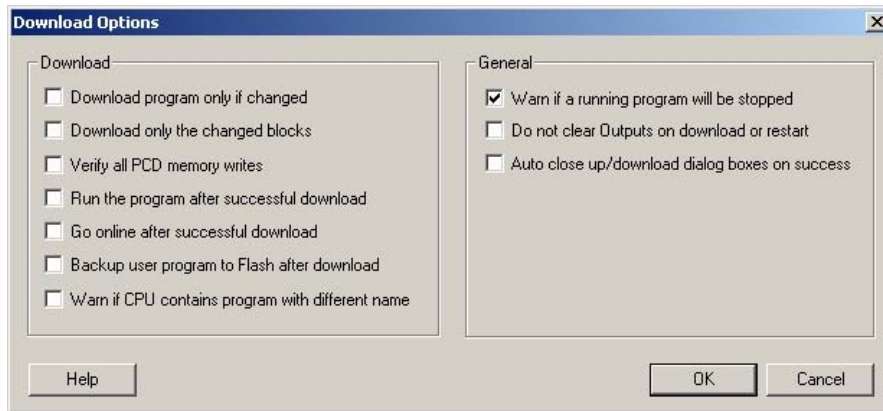 Download Options
Download
Download program only if changed
Download only the changed blocks
Verify all PCD memory writes
Run the program after successful download
Go online after successful download
Backup user program to Flash after download
Warn if CPU contains program with different name
General
Warn if a running program will be stopped
Do not clear Outputs on download or restart
Auto close up/download dialog boxes on success
Help
OK
Cancel